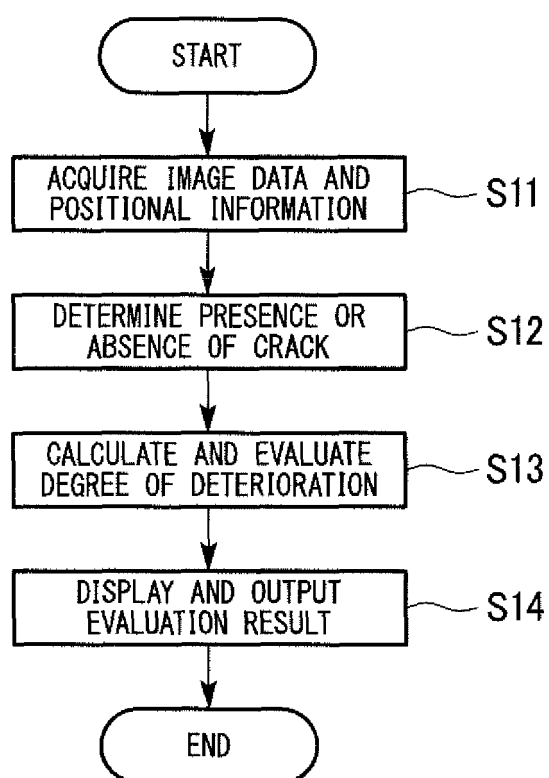 START
ACQUIRE IMAGE DATA AND
POSITIONAL INFORMATION
S11
DETERMINE PRESENCE OR
ABSENCE OF CRACK
S12
CALCULATE AND EVALUATE
DEGREE OF DETERIORATION
S13
DISPLAY AND OUTPUT
EVALUATION RESULT
S14
END